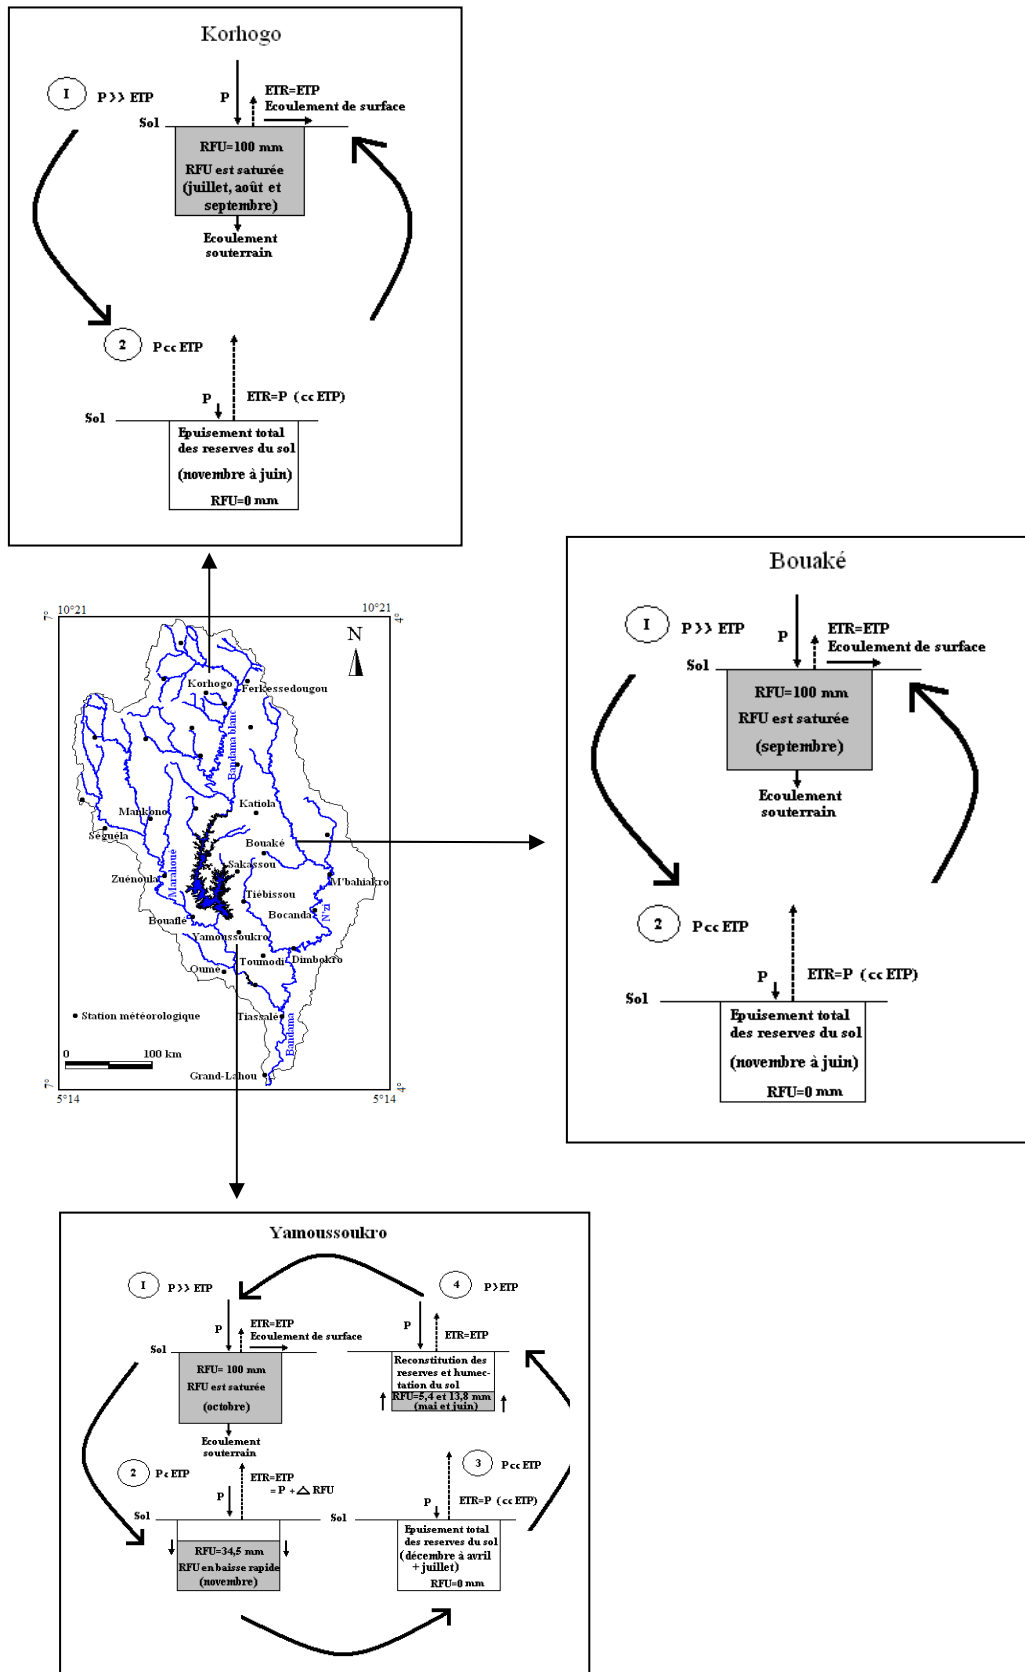 Korhogo
1
P>>ETP
P
ETR=ETP
Ecoulement de surface
Sol
RFU=100 mm
RFU est saturée
(juillet, août et
septembre)
Ecoulement
souterrain
2
P<<ETP
P
ETR=P (<<ETP)
Sol
Epuisement total
des reserves du sol
(novembre à juin)
RFU=0 mm
Bouaké
1
P>>ETP
P
ETR=ETP
Ecoulement de surface
Sol
RFU=100 mm
RFU est saturée
(septembre)
Ecoulement
souterrain
2
P<<ETP
P
ETR=P (<<ETP)
Sol
Epuisement total
des reserves du sol
(novembre à juin)
RFU=0 mm
7°
10°21
10°21
4°
N
Korhogo
Ferkessedougou
Bandama blanc
Katiola
Mankono
Séguéla
Bouaké
Sakassou
Marahoué
Zuénoula
M'bahiakro
Tiébissou
Bocanda
N'zi
Bouaflé
Yamoussoukro
Toumodi
Dimbokro
Oumé
Station météorologique
Tiassalé
Bandama
0
100 km
Grand-Lahou
7°
5°14
5°14
4°
Yamoussoukro
1
P>>ETP
4
P>ETP
P
ETR=ETP
Ecoulement de surface
P
ETR=ETP
Sol
RFU= 100 mm
RFU est saturée
(octobre)
Reconstitution des
reserves et humec-
tation du sol
RFU=5,4 et 13,8 mm
(mai et juin)
Ecoulement
souterrain
2
P<ETP
ETR=ETP
= P + △ RFU
P
3
P<<ETP
P
ETR=P (<<ETP)
Sol
Sol
RFU=34,5 mm
RFU en baisse rapide
(novembre)
Epuisement total
des reserves du sol
(décembre à avril
+ juillet)
RFU=0 mm